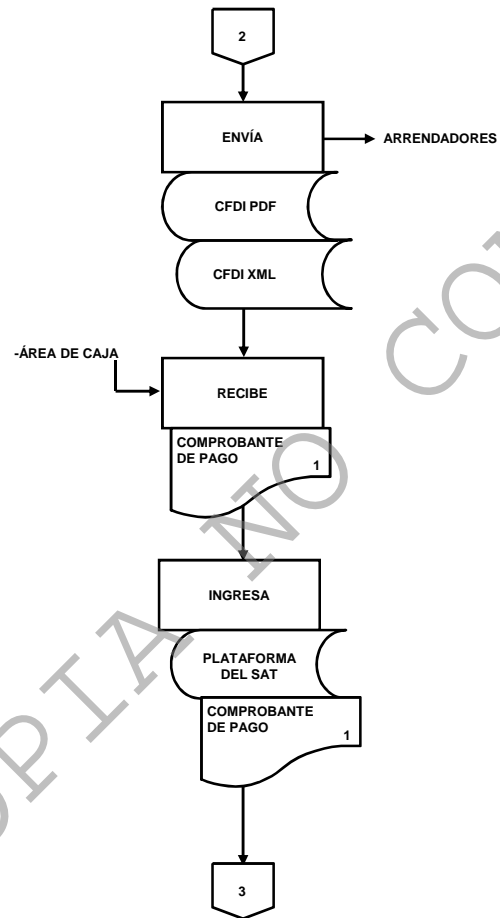 2
ENVÍA
ARRENDADORES
CFDI PDF
CFDI XML
-ÁREA DE CAJA
RECIBE
COMPROBANTE
DE PAGO
1
INGRESA
PLATAFORMA
DEL SAT
COMPROBANTE
DE PAGO
1
3
OPIA NO CO